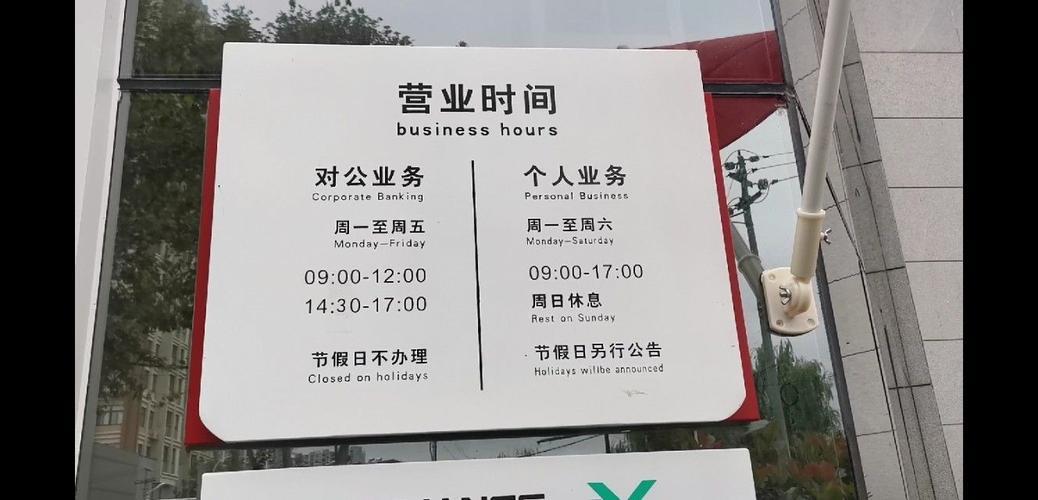 营业时间
business hours
对公业务
Corporate Banking
周一至周五
Monday—Friday
09:00-12:00
14:30-17:00
节假日不办理
Closed on holidays
个人业务
Personal Business
周一至周六
Monday—Saturday
09:00-17:00
周日休息
Rest on Sunday
节假日另行公告
Holidays willbe announced